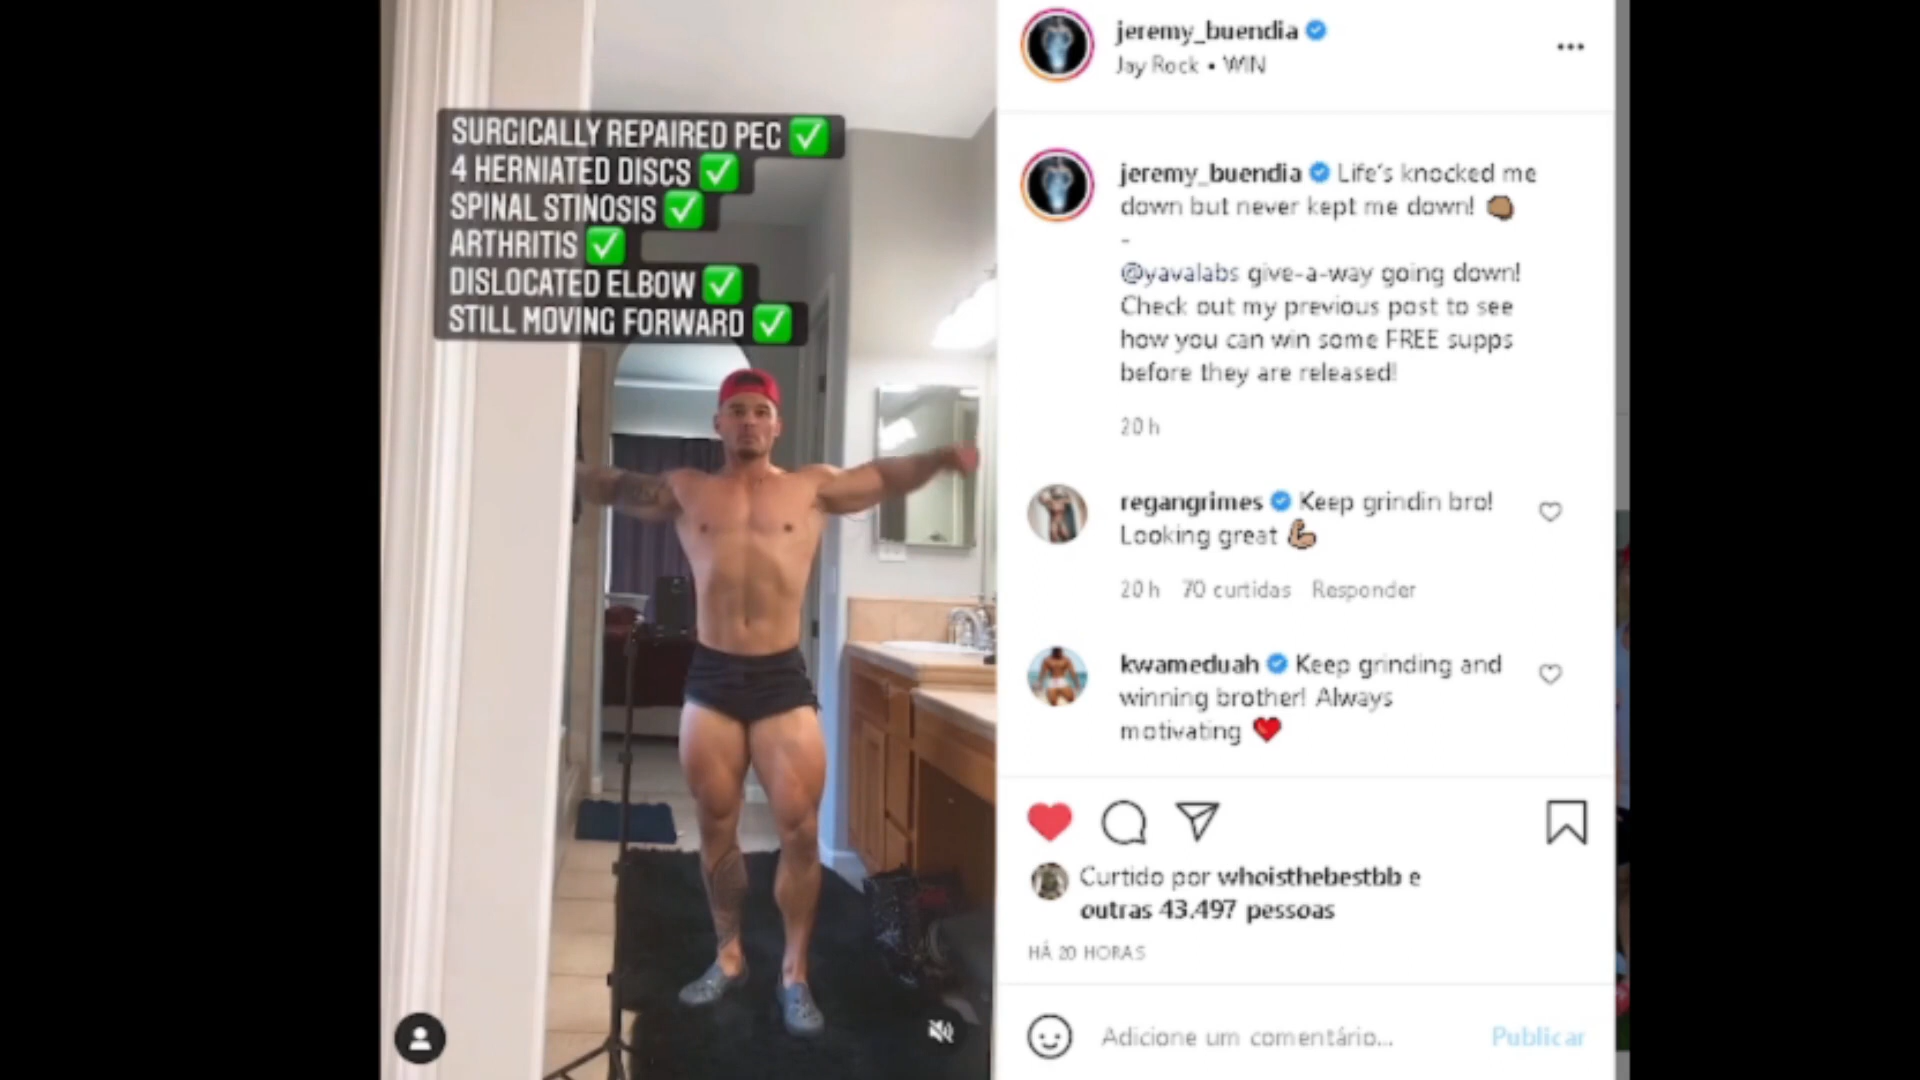 SURGICALLY REPAIRED PEC ✅
4 HERNIATED DISCS ✅
SPINAL STINOSIS ✅
ARTHRITIS ✅
DISLOCATED ELBOW ✅
STILL MOVING FORWARD ✅
jeremy_buendia
Jay Rock • WIN
jeremy_buendia Life's knocked me
down but never kept me down! 👊🏽
-
@yavalabs give-a-way going down!
Check out my previous post to see
how you can win some FREE supps
before they are released!
20 h
regangrimes Keep grindin bro!
Looking great 💪🏼
20 h 70 curtidas Responder
kwameduah Keep grinding and
winning brother! Always
motivating ❤️
Curtido por whoisthebestbb e
outras 43.497 pessoas
HÁ 20 HORAS
Adicione um comentário... Publicar